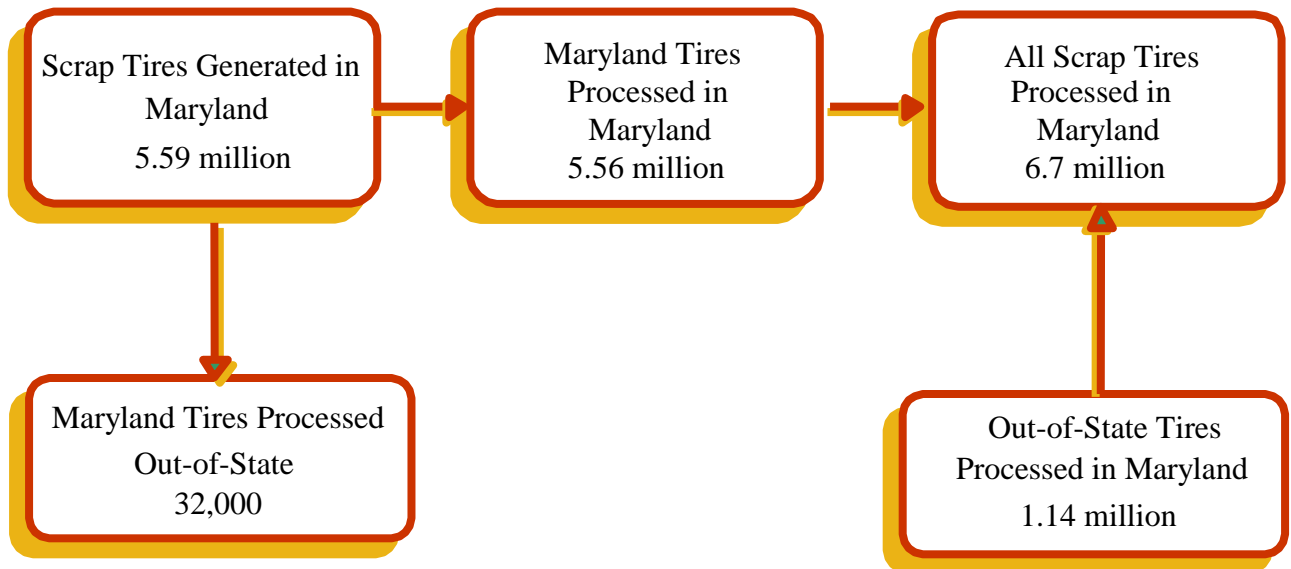 Scrap Tires Generated in
Maryland
5.59 million
Maryland Tires
Processed in
Maryland
5.56 million
All Scrap Tires
Processed in
Maryland
6.7 million
Maryland Tires Processed
Out-of-State
32,000
Out-of-State Tires
Processed in Maryland
1.14 million